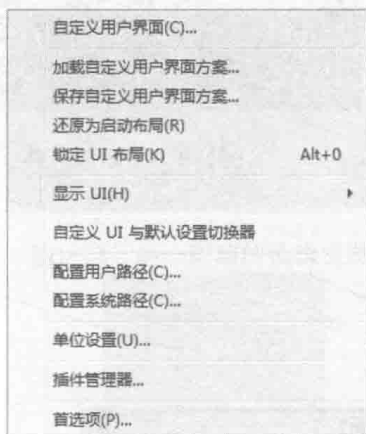 自定义用户界面(C)...
加载自定义用户界面方案...
保存自定义用户界面方案...
还原为启动布局(R)
锁定 UI 布局(K) Alt+0
显示 UI(H)
自定义 UI 与默认设置切换器
配置用户路径(C)...
配置系统路径(C)...
单位设置(U)...
插件管理器...
首选项(P)...